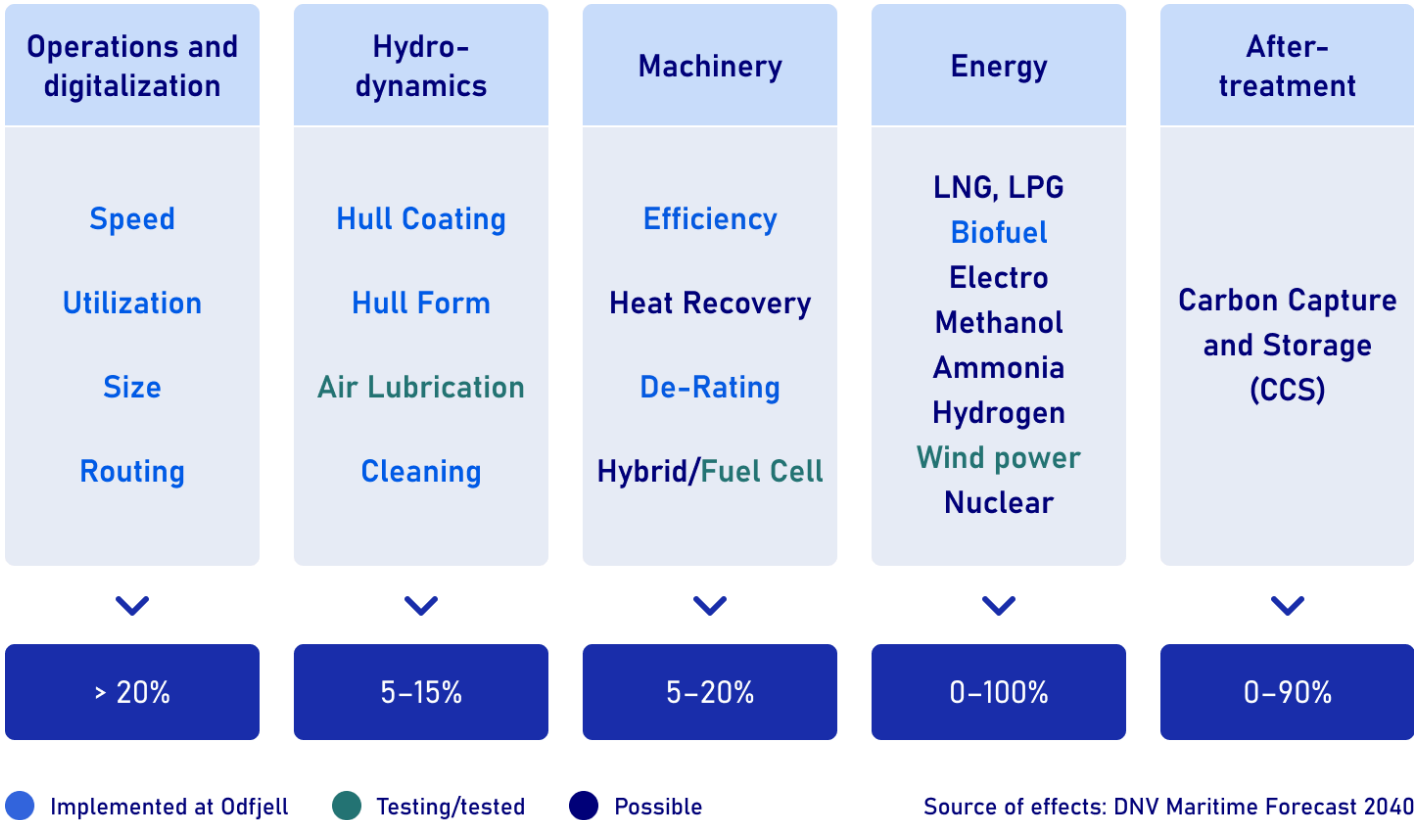 Operations and
digitalization
Speed
Utilization
Size
Routing
> 20%
Hydro-
dynamics
Hull Coating
Hull Form
Air Lubrication
Cleaning
5–15%
Machinery
Efficiency
Heat Recovery
De-Rating
Hybrid/Fuel Cell
5–20%
Energy
LNG, LPG
Biofuel
Electro
Methanol
Ammonia
Hydrogen
Wind power
Nuclear
0–100%
After-
treatment
Carbon Capture
and Storage
(CCS)
0–90%
Implemented at Odfjell
Testing/tested
Possible
Source of effects: DNV Maritime Forecast 2040